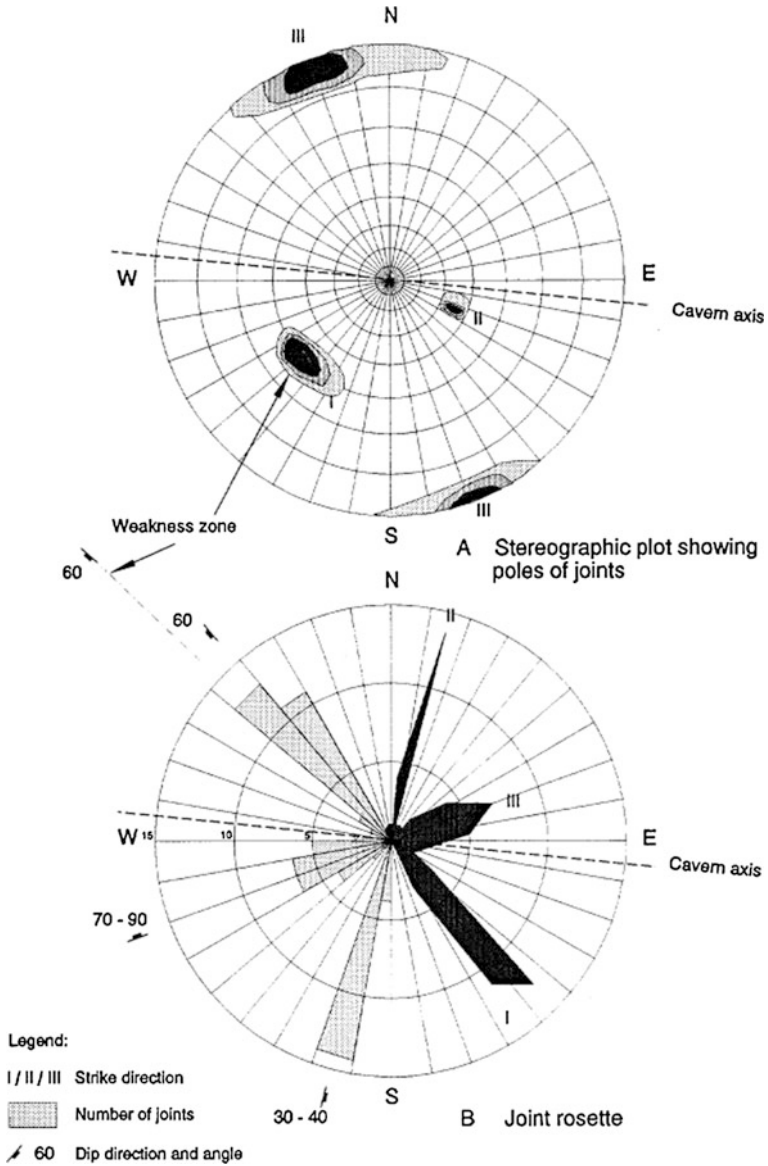 N
III
W
E
Cavern axis
II
I
Weakness zone
III
S
A Stereographic plot showing
poles of joints
60
60
N
II
III
W 15
10
5
E
Cavern axis
70 - 90
I
Legend:
I / II / III Strike direction
S
Number of joints
30 - 40
B Joint rosette
60 Dip direction and angle